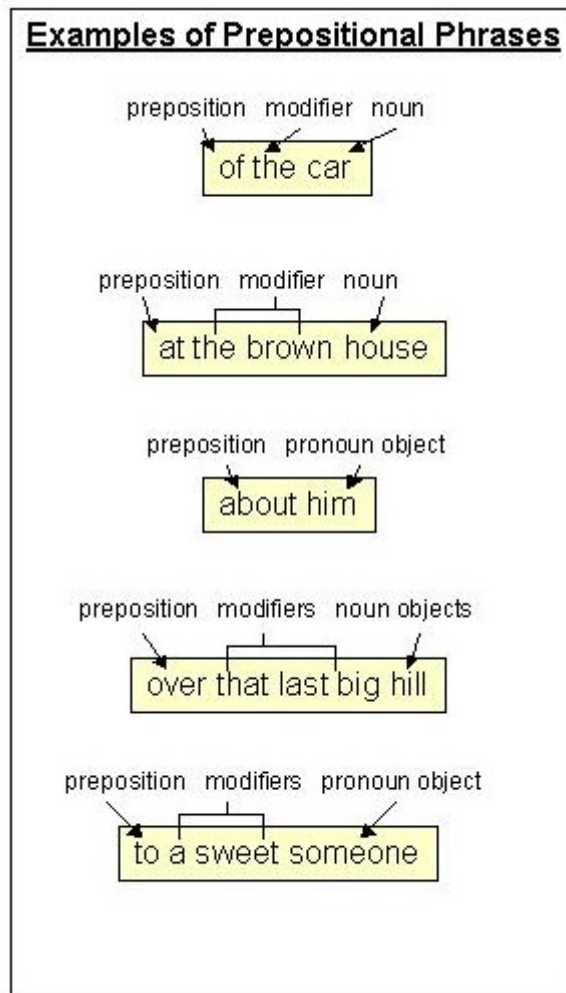 Examples of Prepositional Phrases
preposition modifier noun
of the car
preposition modifier noun
at the brown house
preposition pronoun object
about him
preposition modifiers noun objects
over that last big hill
preposition modifiers pronoun object
to a sweet someone